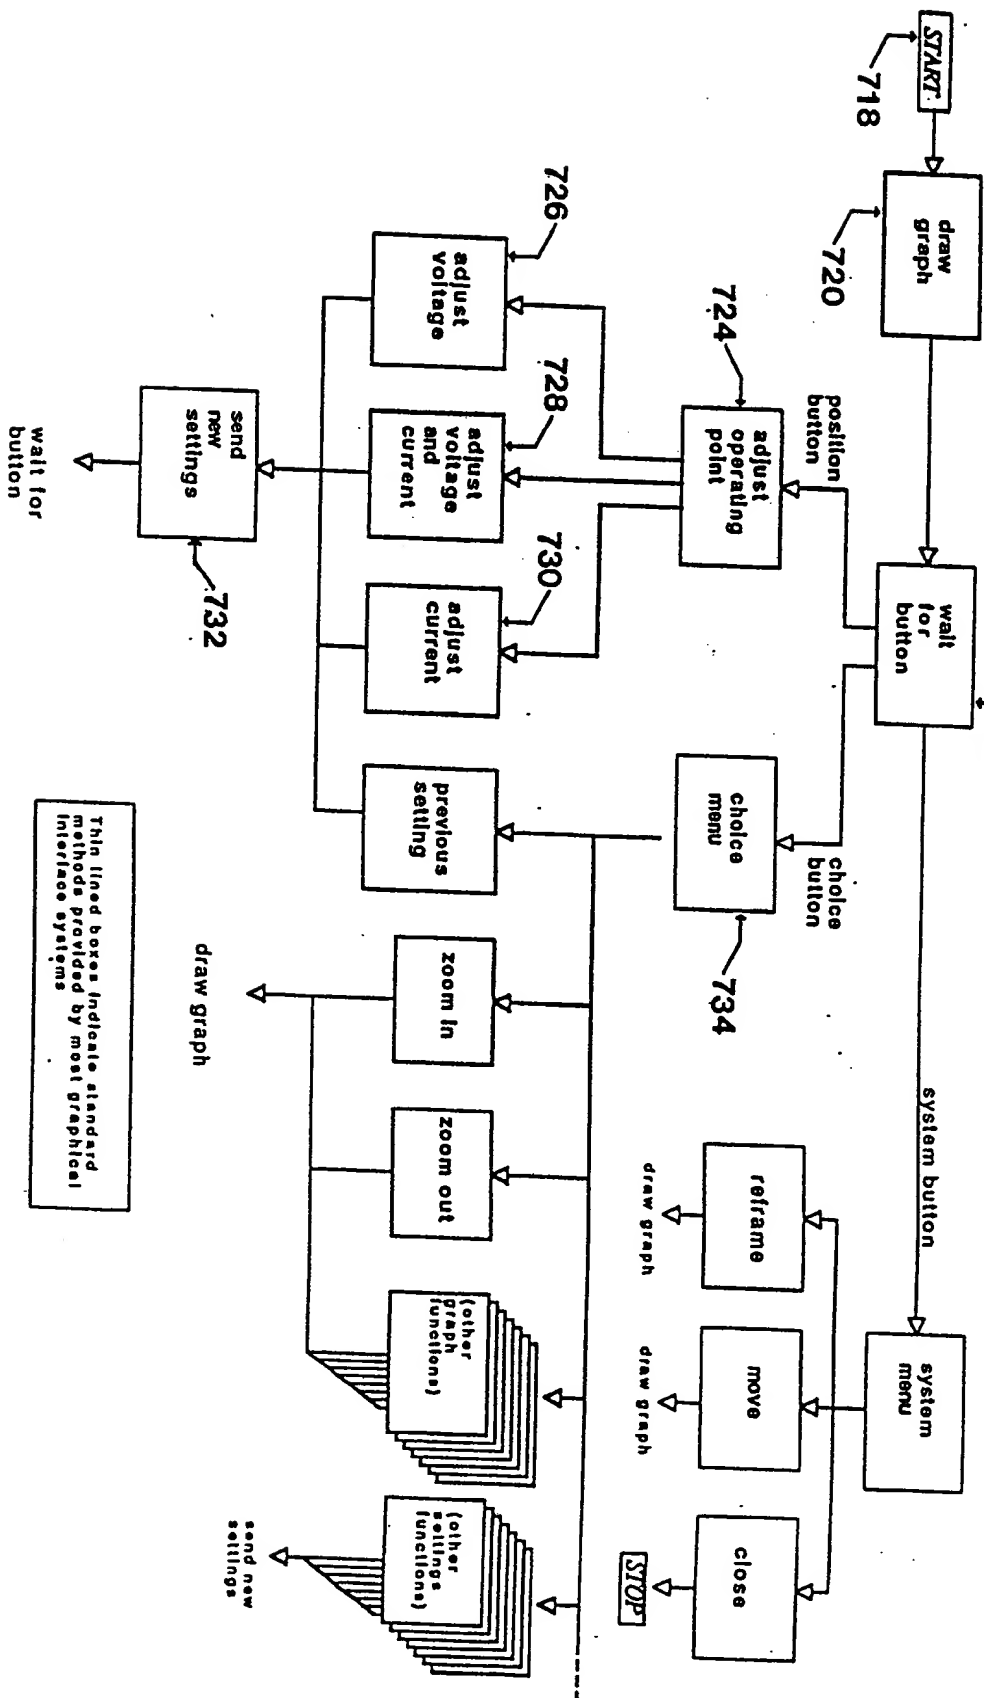 START
718
draw
graph
720
wait
for
button
system button
system
menu
position
button
choice
button
724
adjust
operating
point
choice
menu
734
reframe
move
close
draw graph
draw graph
STOP
726
adjust
voltage
728
adjust
voltage
and
current
730
adjust
current
previous
setting
zoom in
zoom out
(other
graph
functions)
(other
settings
functions)
send
new
settings
732
wait for
button
draw graph
send new
settings
Thin lined boxes indicate standard
methods provided by most graphical
interface systems